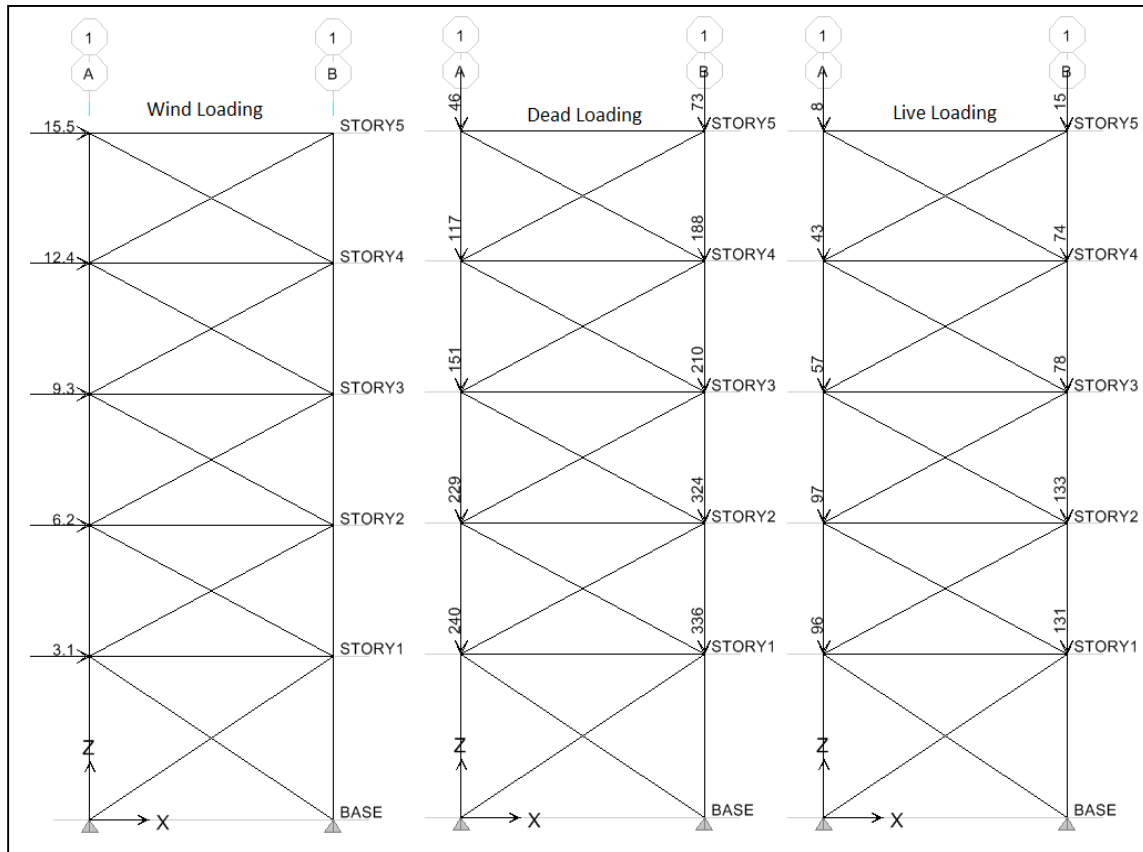 1 1 1 1 1 1
A B A B A B
46 73 8 15
Wind Loading Dead Loading Live Loading
15.5 STORY5 STORY5 STORY5
117 188 43 74
12.4 STORY4 STORY4 STORY4
151 210 57 78
9.3 STORY3 STORY3 STORY3
229 324 97 133
6.2 STORY2 STORY2 STORY2
240 336 96 131
3.1 STORY1 STORY1 STORY1
Z Z Z
X BASE X BASE X BASE